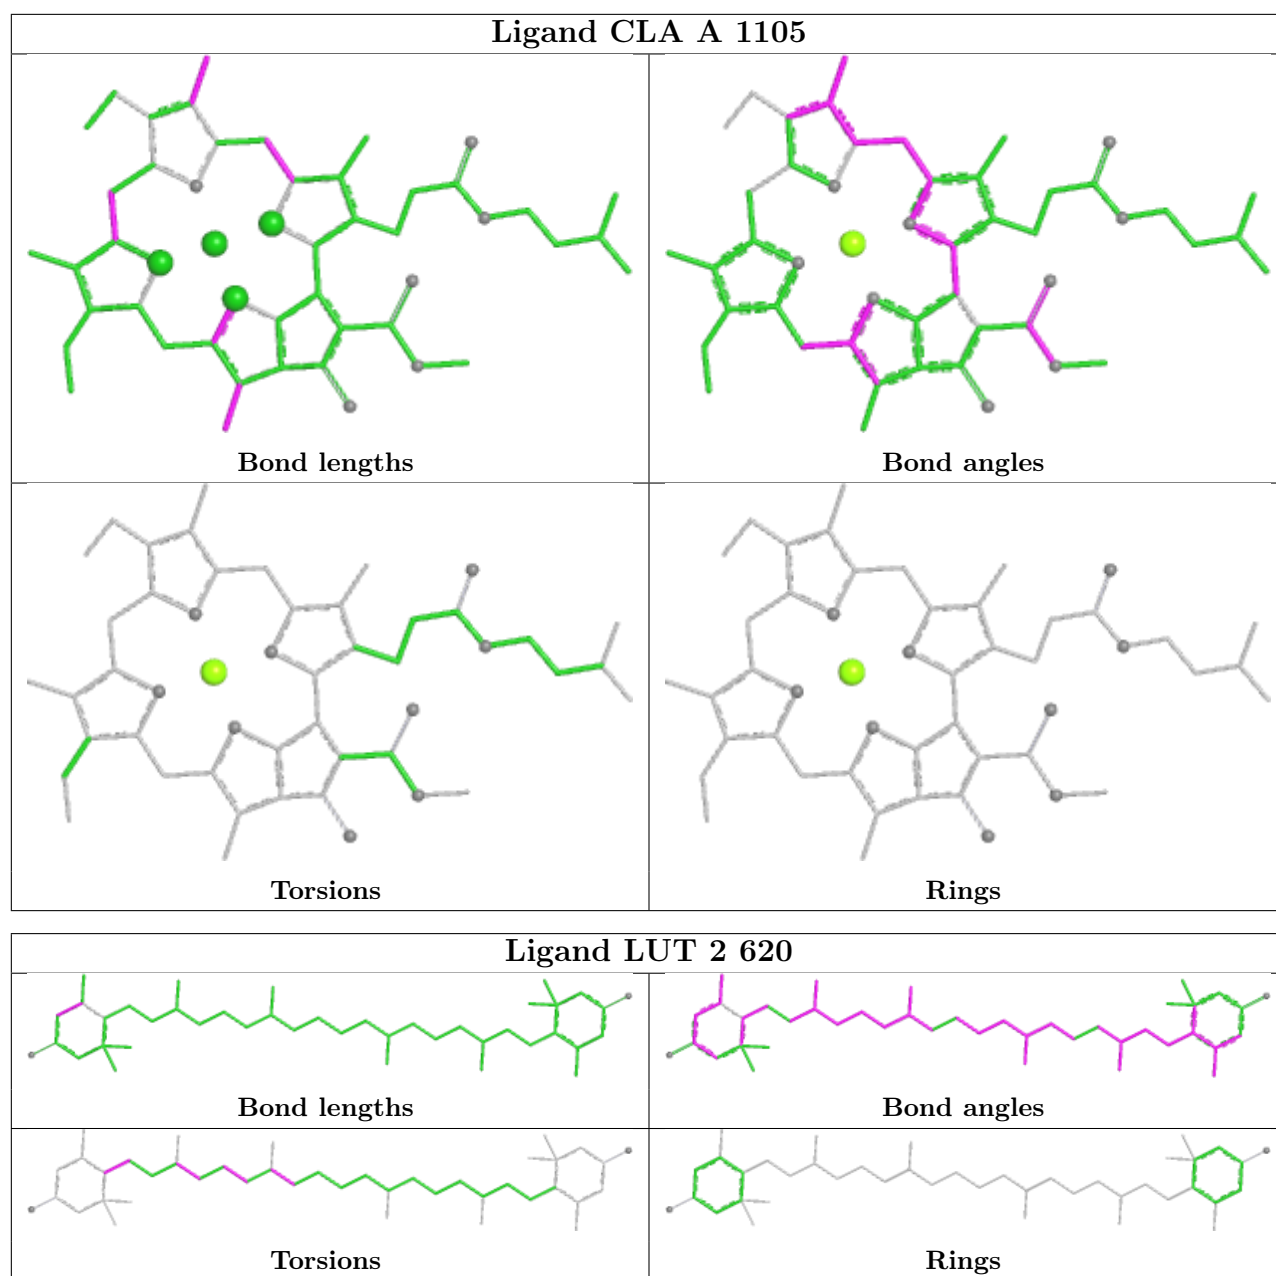 Ligand CLA A 1105
Bond lengths
Bond angles
Torsions
Rings
Ligand LUT 2 620
Bond lengths
Bond angles
Torsions
Rings